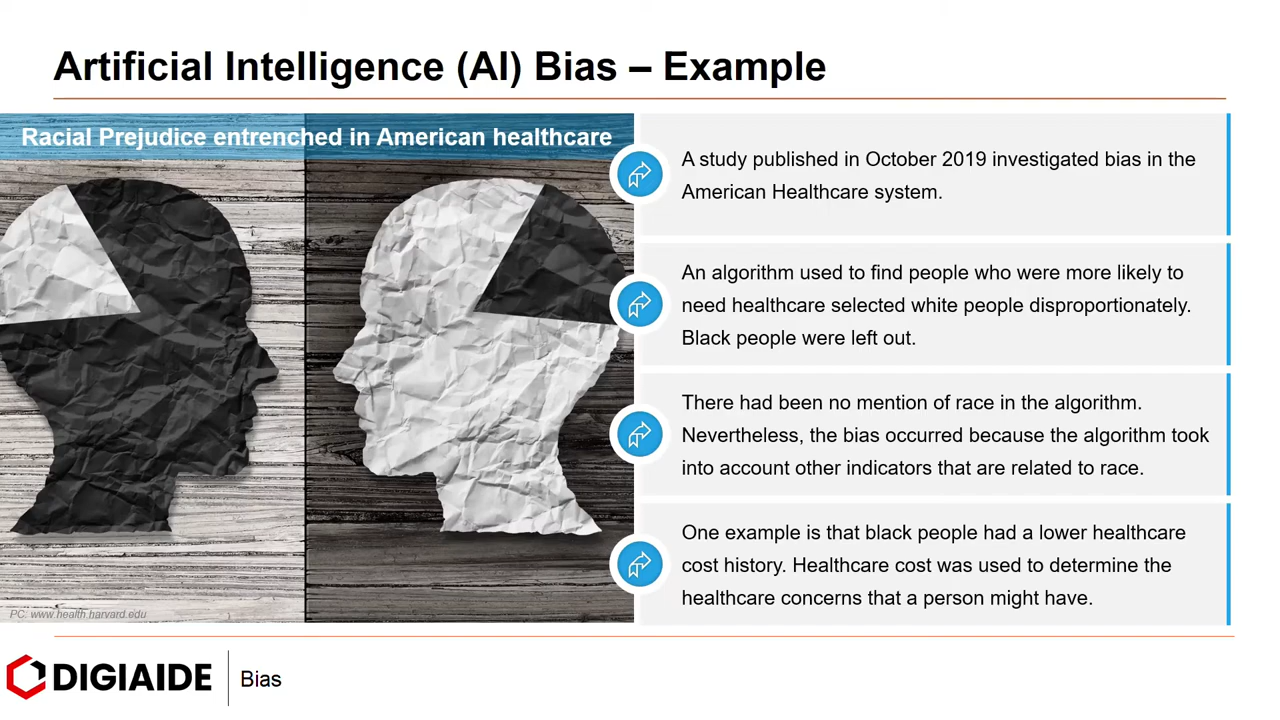 Artificial Intelligence (AI) Bias – Example
Racial Prejudice entrenched in American healthcare
A study published in October 2019 investigated bias in the
American Healthcare system.
An algorithm used to find people who were more likely to
need healthcare selected white people disproportionately.
Black people were left out.
There had been no mention of race in the algorithm.
Nevertheless, the bias occurred because the algorithm took
into account other indicators that are related to race.
One example is that black people had a lower healthcare
cost history. Healthcare cost was used to determine the
healthcare concerns that a person might have.
PC: www.health.harvard.edu
DIGIAIDE
Bias